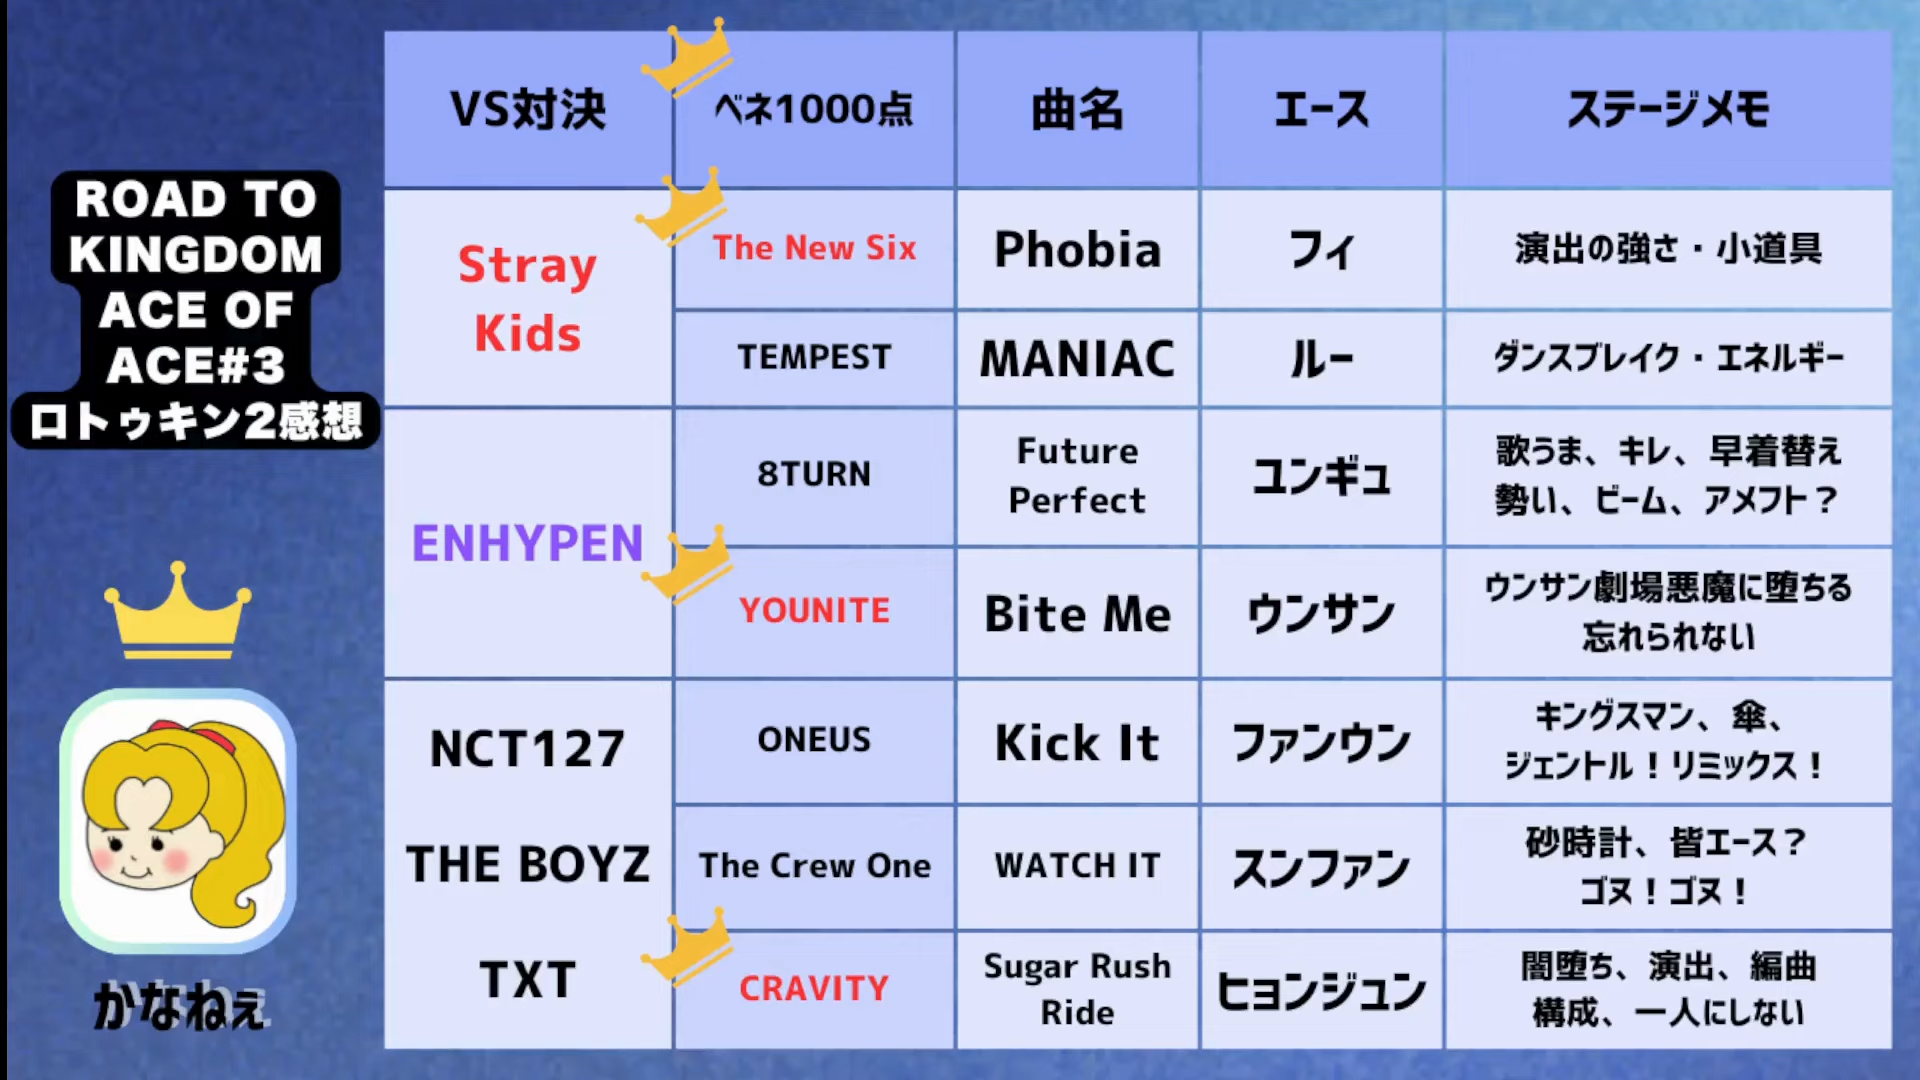 ROAD TO
KINGDOM
ACE OF
ACE#3
ロトゥキン2感想
かなねぇ
VS対決
ベネ1000点
曲名
エース
ステージメモ
Stray
Kids
The New Six
Phobia
フィ
演出の強さ・小道具
TEMPEST
MANIAC
ルー
ダンスブレイク・エネルギー
ENHYPEN
8TURN
Future
Perfect
ユンギュ
歌うま、キレ、早着替え
勢い、ビーム、アメフト？
YOUNITE
Bite Me
ウンサン
ウンサン劇場悪魔に堕ちる
忘れられない
NCT127
ONEUS
Kick It
ファンウン
キングスマン、傘、
ジェントル！リミックス！
THE BOYZ
The Crew One
WATCH IT
スンファン
砂時計、皆エース？
ゴヌ！ゴヌ！
TXT
CRAVITY
Sugar Rush
Ride
ヒョンジュン
闇堕ち、演出、編曲
構成、一人にしない